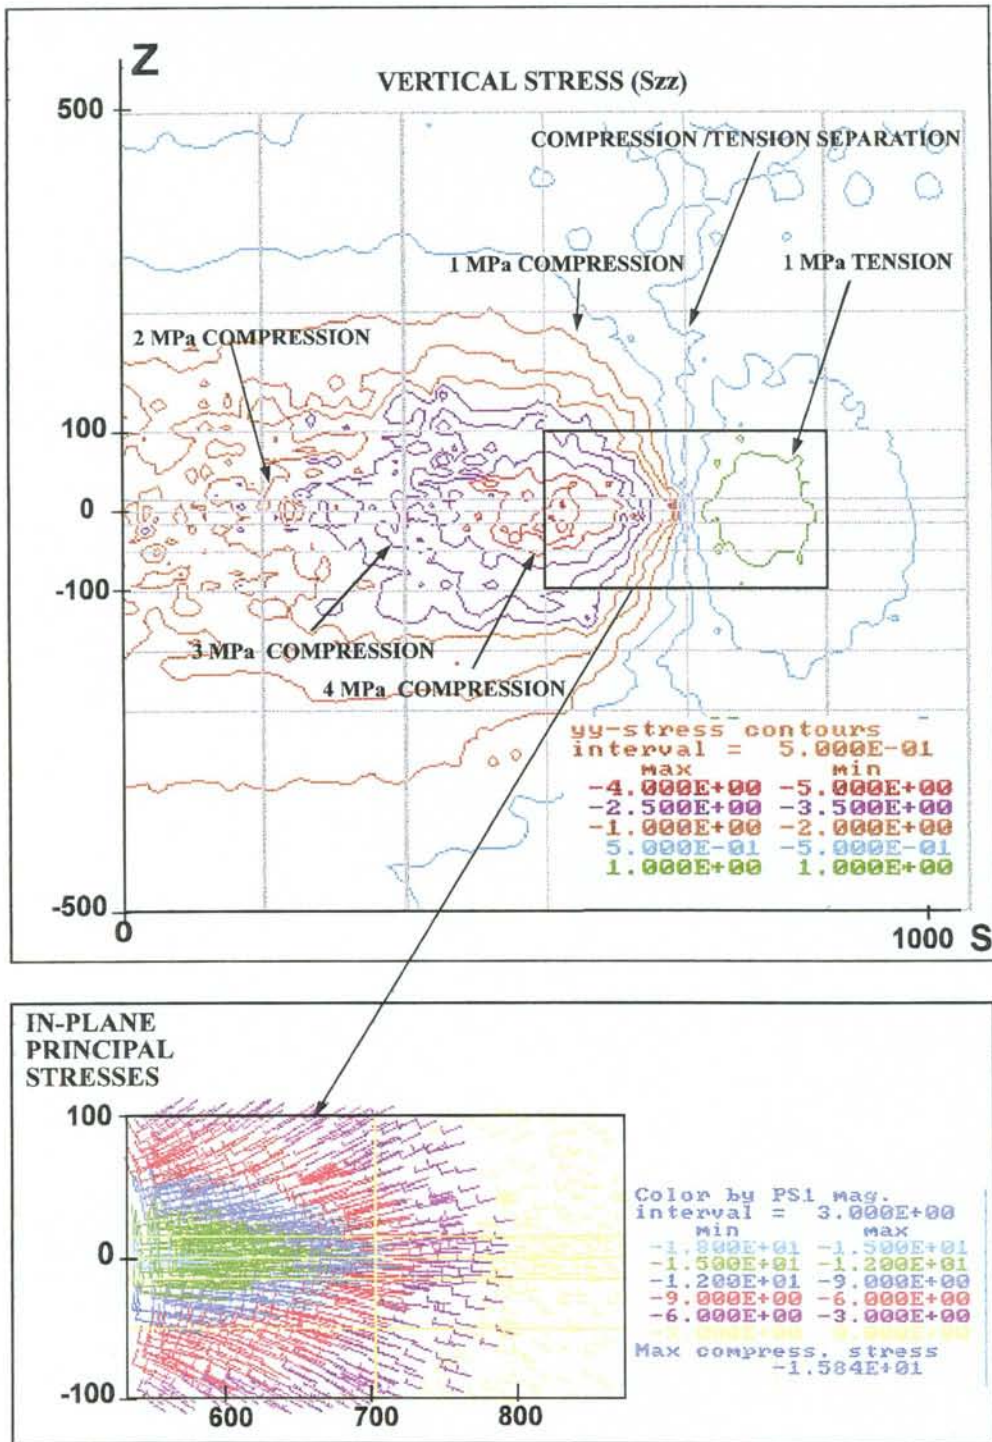 Z
VERTICAL STRESS (Szz)
500
COMPRESSION /TENSION SEPARATION
1 MPa COMPRESSION
1 MPa TENSION
2 MPa COMPRESSION
100
0
-100
3 MPa COMPRESSION
4 MPa COMPRESSION
yy-stress contours
interval = 5.000E-01
max min
-4.000E+00 -5.000E+00
-2.500E+00 -3.500E+00
-1.000E+00 -2.000E+00
5.000E-01 -5.000E-01
1.000E+00 1.000E+00
-500
0
1000 S
IN-PLANE
PRINCIPAL
STRESSES
100
0
-100
600
700
800
Color by PS1 mag.
interval = 3.000E+00
min max
-1.800E+01 -1.500E+01
-1.500E+01 -1.200E+01
-1.200E+01 -9.000E+00
-9.000E+00 -6.000E+00
-6.000E+00 -3.000E+00
Max compress. stress
-1.584E+01